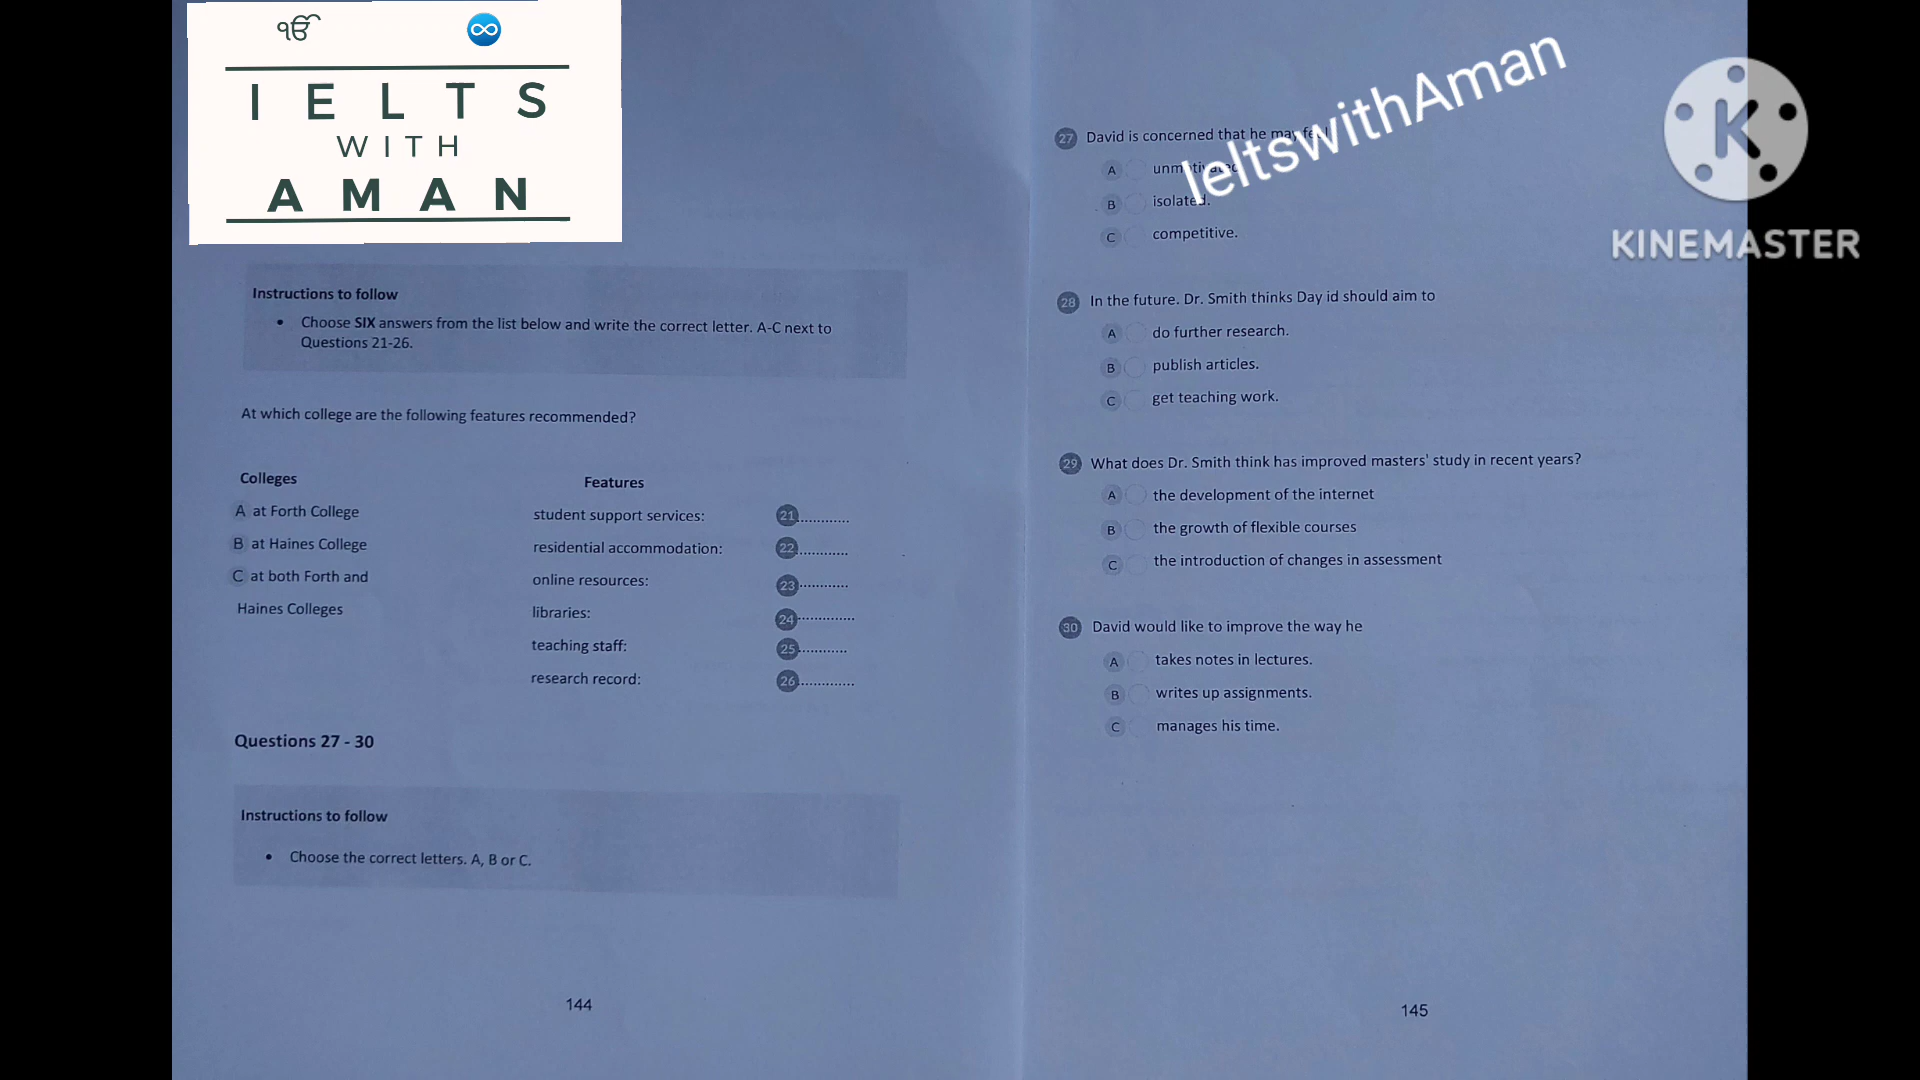 ੴ
I E L T S
W I T H
A M A N
Instructions to follow
• Choose SIX answers from the list below and write the correct letter. A-C next to
Questions 21-26.
At which college are the following features recommended?
Colleges
A at Forth College
B at Haines College
C at both Forth and
Haines Colleges
Features
student support services: 21............
residential accommodation: 22............
online resources: 23............
libraries: 24..............
teaching staff: 25............
research record: 26.............
Questions 27 - 30
Instructions to follow
• Choose the correct letters. A, B or C.
144
IeltswithAman
KINEMASTER
27 David is concerned that he may
A
B isolated.
C competitive.
28 In the future. Dr. Smith thinks Day id should aim to
A do further research.
B publish articles.
C get teaching work.
29 What does Dr. Smith think has improved masters' study in recent years?
A the development of the internet
B the growth of flexible courses
C the introduction of changes in assessment
30 David would like to improve the way he
A takes notes in lectures.
B writes up assignments.
C manages his time.
145